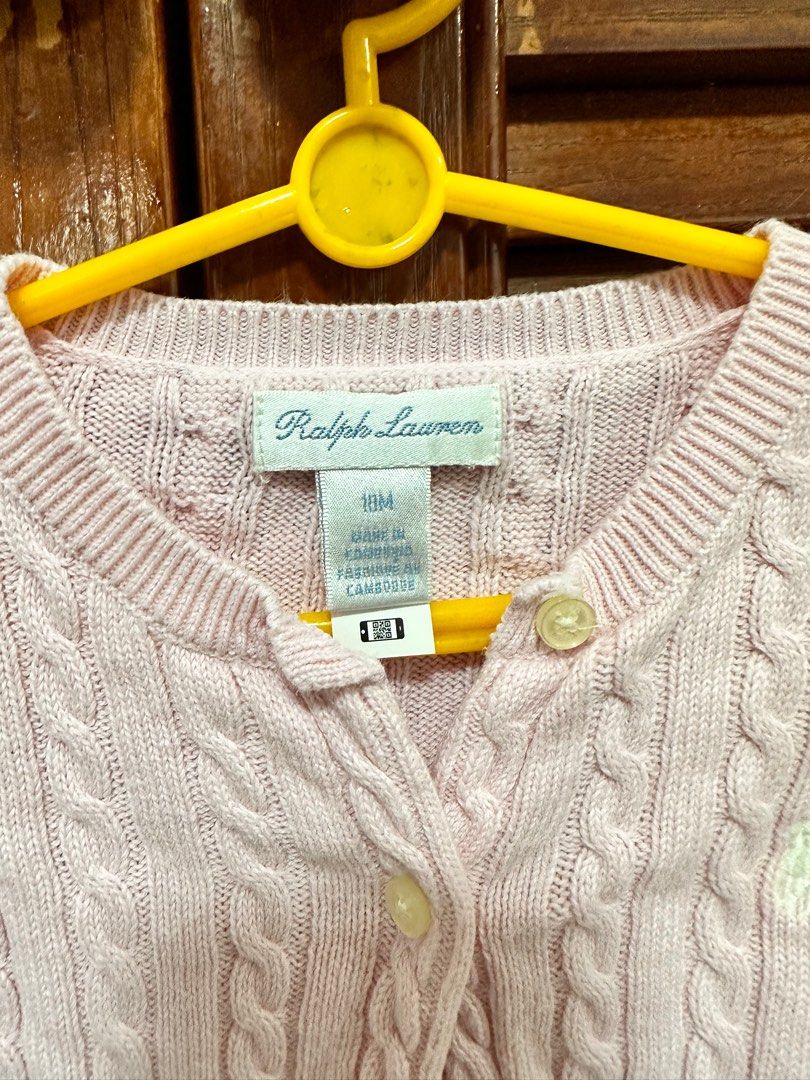 Ralph Lauren
18M
MADE IN
CAMBODIA
FABRIQUÉ AU
CAMBODGE